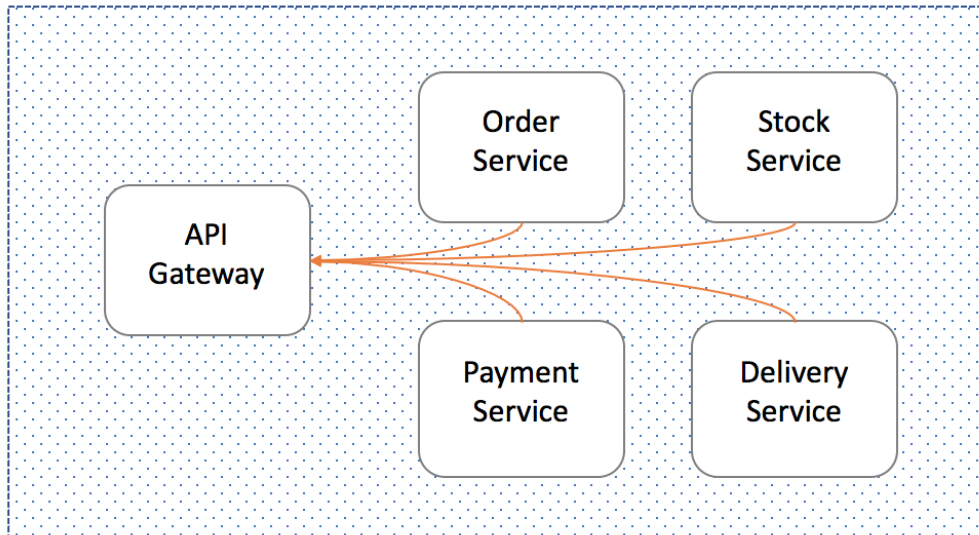 Order
Service
Stock
Service
API
Gateway
Payment
Service
Delivery
Service